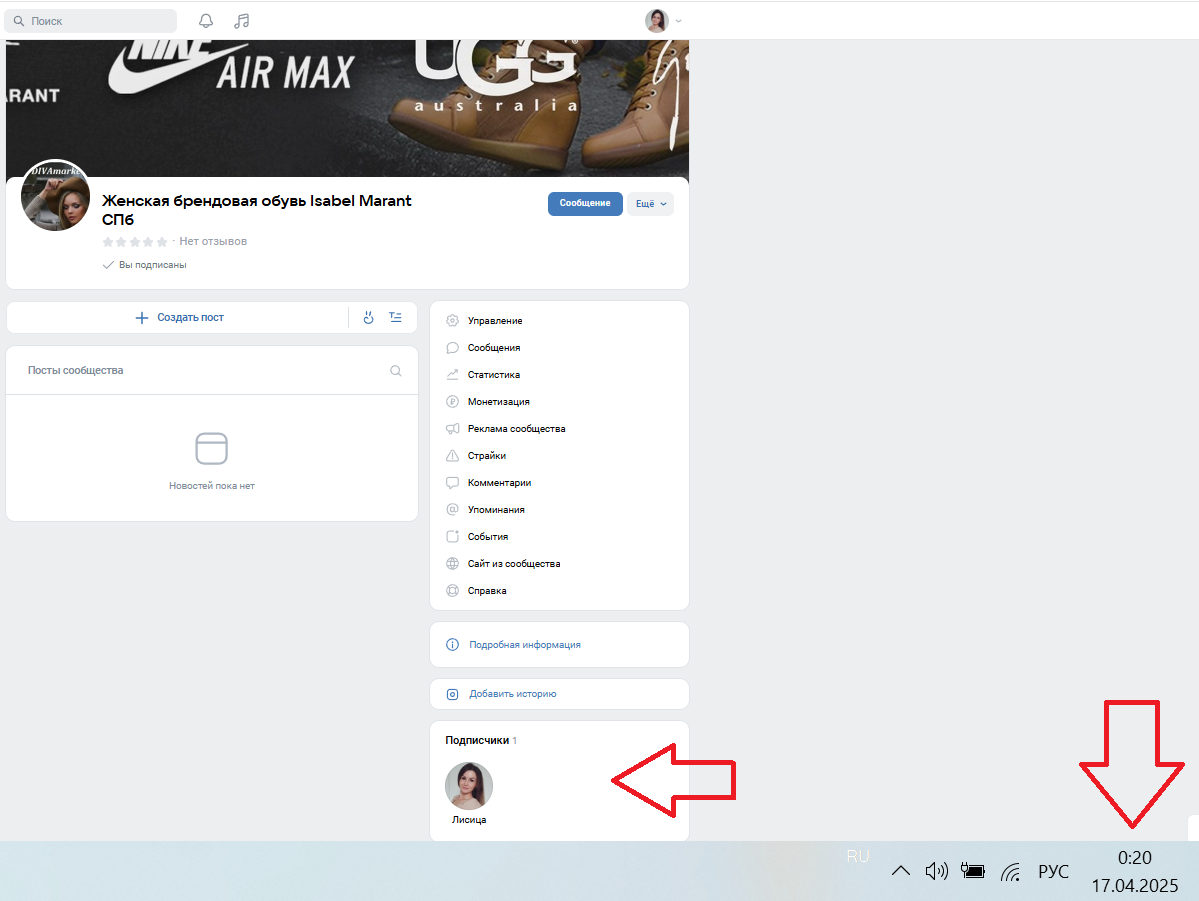 Поиск
NIKE
AIR MAX
UGG
australia
ARANT
DIVAmarke
Женская брендовая обувь Isabel Marant
СПб
· Нет отзывов
Вы подписаны
Сообщение
Ещё
Создать пост
Посты сообщества
Новостей пока нет
Управление
Сообщения
Статистика
Монетизация
Реклама сообщества
Страйки
Комментарии
Упоминания
События
Сайт из сообщества
Справка
Подробная информация
Добавить историю
Подписчики 1
Лисица
RU
РУС
0:20
17.04.2025